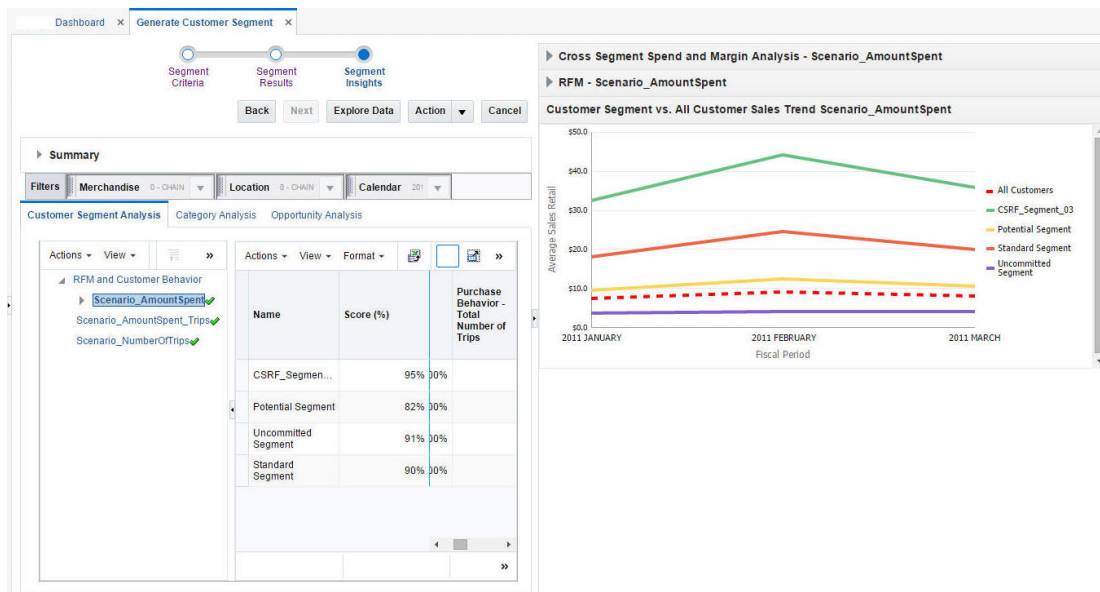 Dashboard ×
Generate Customer Segment ×
Segment
Criteria
Segment
Results
Segment
Insights
Back
Next
Explore Data
Action
Cancel
Summary
Filters
Merchandise 0 - CHAIN
Location 0 - CHAIN
Calendar 201
Customer Segment Analysis
Category Analysis
Opportunity Analysis
Actions
View
»
RFM and Customer Behavior
Scenario_AmountSpent
Scenario_AmountSpent_Trips
Scenario_NumberOfTrips
Actions
View
Format
»
Name
Score (%)
Purchase
Behavior -
Total
Number of
Trips
CSRF_Segmen... 95% 00%
Potential Segment 82% 00%
Uncommitted
Segment 91% 00%
Standard
Segment 90% 00%
»
Cross Segment Spend and Margin Analysis - Scenario_AmountSpent
RFM - Scenario_AmountSpent
Customer Segment vs. All Customer Sales Trend Scenario_AmountSpent
$50.0
$40.0
$30.0
$20.0
$10.0
$0.0
Average Sales Retail
2011 JANUARY
2011 FEBRUARY
2011 MARCH
Fiscal Period
All Customers
CSRF_Segment_03
Potential Segment
Standard Segment
Uncommitted
Segment